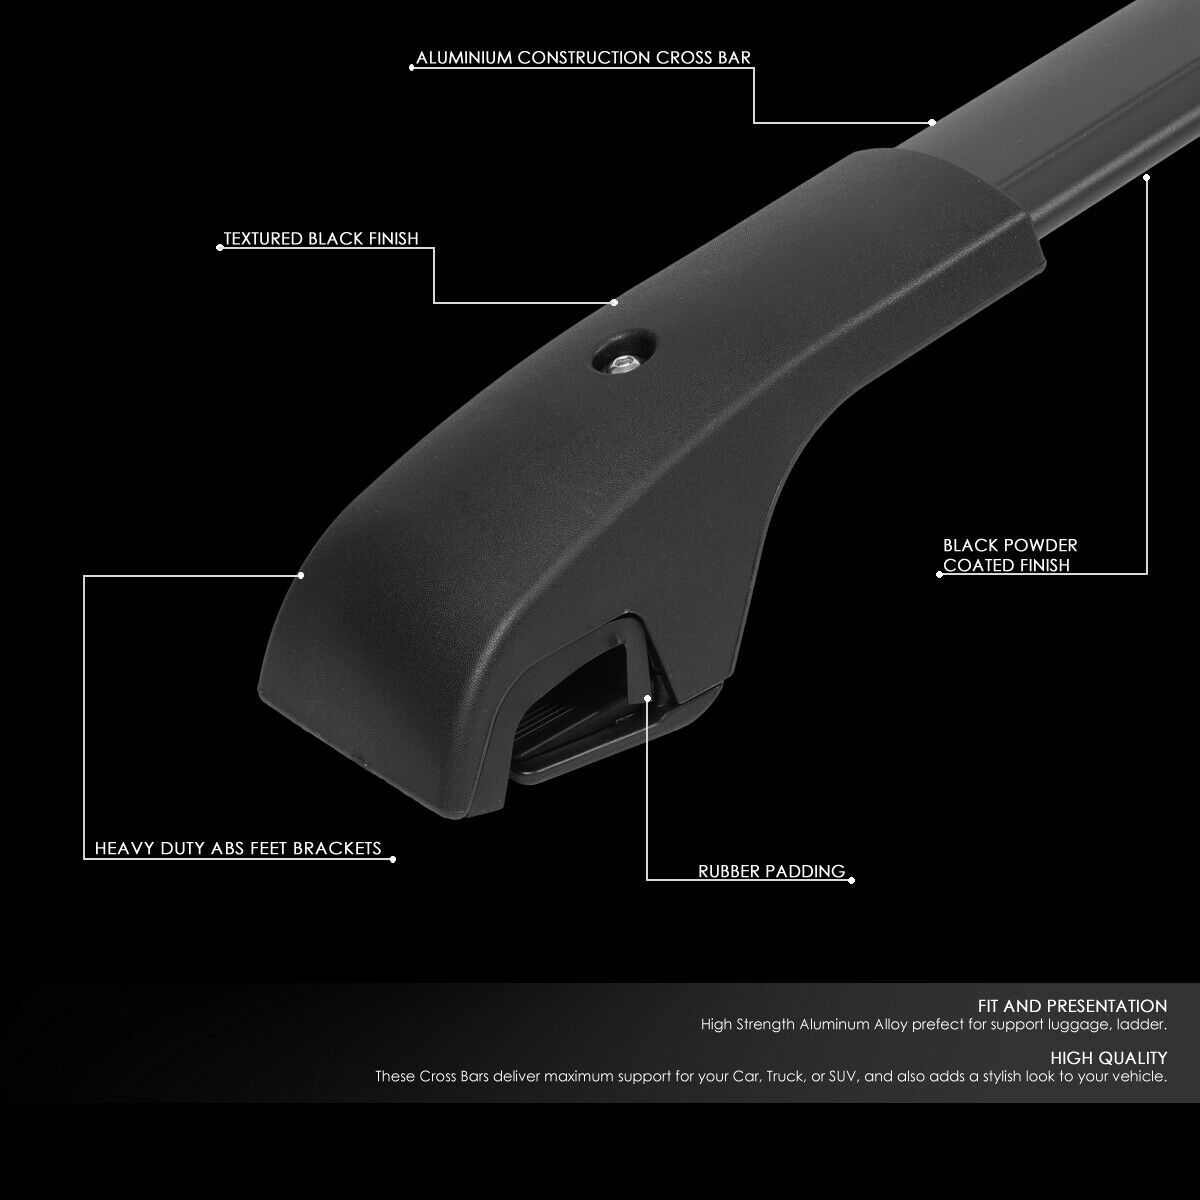 ALUMINIUM CONSTRUCTION CROSS BAR
TEXTURED BLACK FINISH
BLACK POWDER
COATED FINISH
HEAVY DUTY ABS FEET BRACKETS
RUBBER PADDING
FIT AND PRESENTATION
High Strength Aluminum Alloy prefect for support luggage, ladder.
HIGH QUALITY
These Cross Bars deliver maximum support for your Car, Truck, or SUV, and also adds a stylish look to your vehicle.